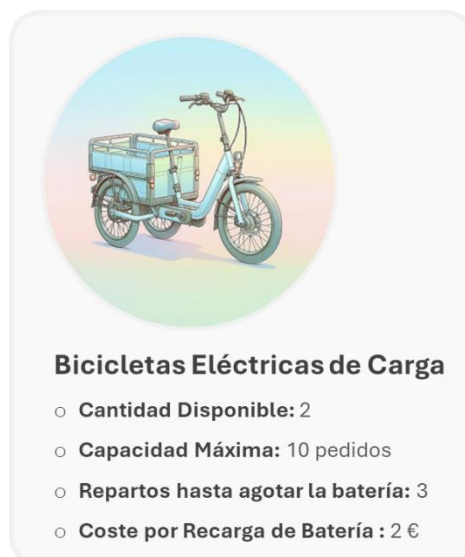 Bicicletas Eléctricas de Carga
○ Cantidad Disponible: 2
○ Capacidad Máxima: 10 pedidos
○ Repartos hasta agotar la batería: 3
○ Coste por Recarga de Batería : 2 €